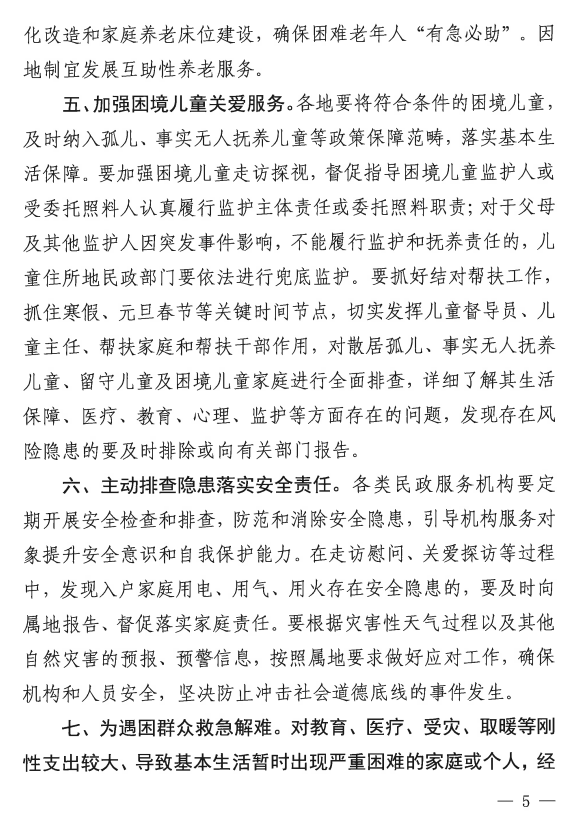 化改造和家庭养老床位建设，确保困难老年人“有急必助”。因
地制宜发展互助性养老服务。
五、加强困境儿童关爱服务。各地要将符合条件的困境儿童，
及时纳入孤儿、事实无人抚养儿童等政策保障范畴，落实基本生
活保障。要加强困境儿童走访探视，督促指导困境儿童监护人或
受委托照料人认真履行监护主体责任或委托照料职责；对于父母
及其他监护人因突发事件影响，不能履行监护和抚养责任的，儿
童住所地民政部门要依法进行兜底监护。要抓好结对帮扶工作，
抓住寒假、元旦春节等关键时间节点，切实发挥儿童督导员、儿
童主任、帮扶家庭和帮扶干部作用，对散居孤儿、事实无人抚养
儿童、留守儿童及困境儿童家庭进行全面排查，详细了解其生活
保障、医疗、教育、心理、监护等方面存在的问题，发现存在风
险隐患的要及时排除或向有关部门报告。
六、主动排查隐患落实安全责任。各类民政服务机构要定
期开展安全检查和排查，防范和消除安全隐患，引导机构服务对
象提升安全意识和自我保护能力。在走访慰问、关爱探访等过程
中，发现入户家庭用电、用气、用火存在安全隐患的，要及时向
属地报告、督促落实家庭责任。要根据灾害性天气过程以及其他
自然灾害的预报、预警信息，按照属地要求做好应对工作，确保
机构和人员安全，坚决防止冲击社会道德底线的事件发生。
七、为遇困群众救急解难。对教育、医疗、受灾、取暖等刚
性支出较大、导致基本生活暂时出现严重困难的家庭或个人，经
— 5 —